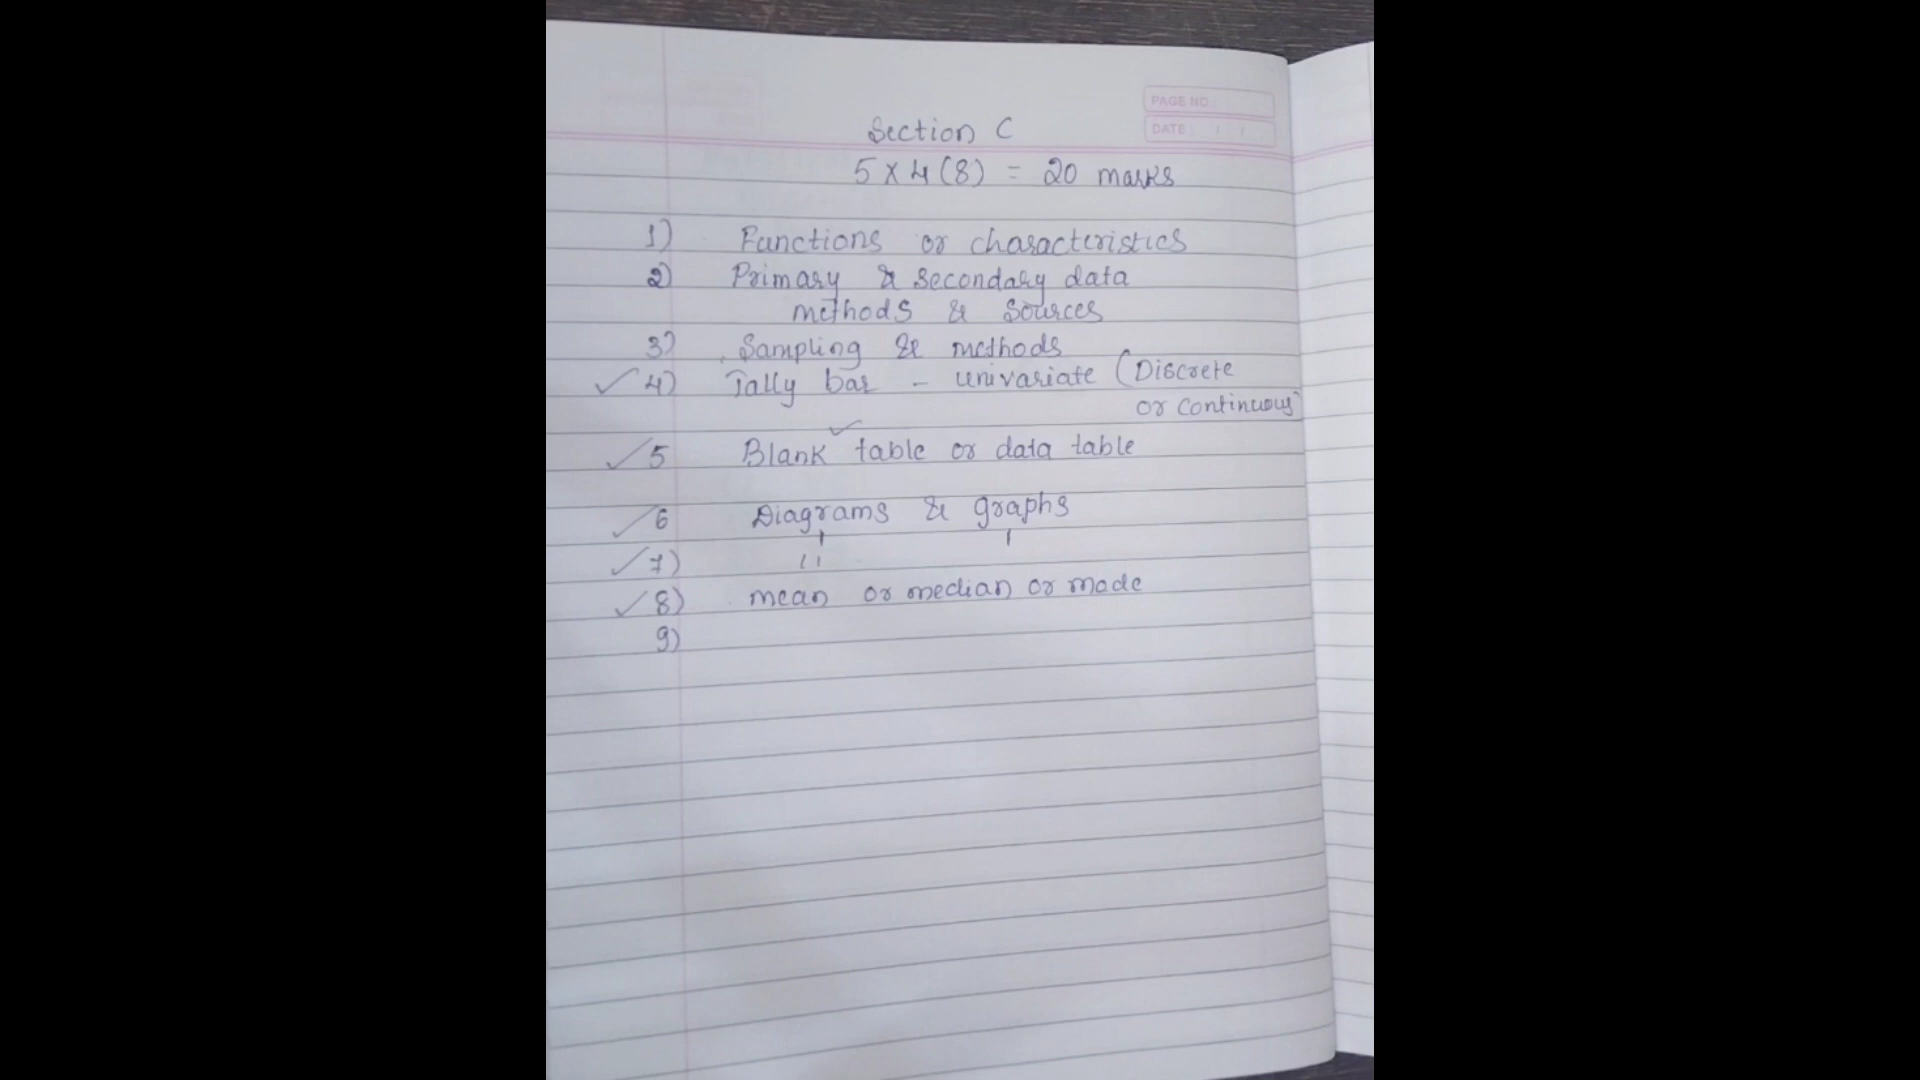 PAGE NO
DATE / /
Section C
5 x 4 (8) = 20 marks
1) Functions or characteristics
2) Primary & Secondary data
methods & Sources
3) Sampling & methods
✓ 4) Tally bar - univariate (Discrete
or continuous)
✓ 5 Blank table or data table
✓ 6 Diagrams & graphs
✓ 7) ''
✓ 8) mean or median or mode
9)